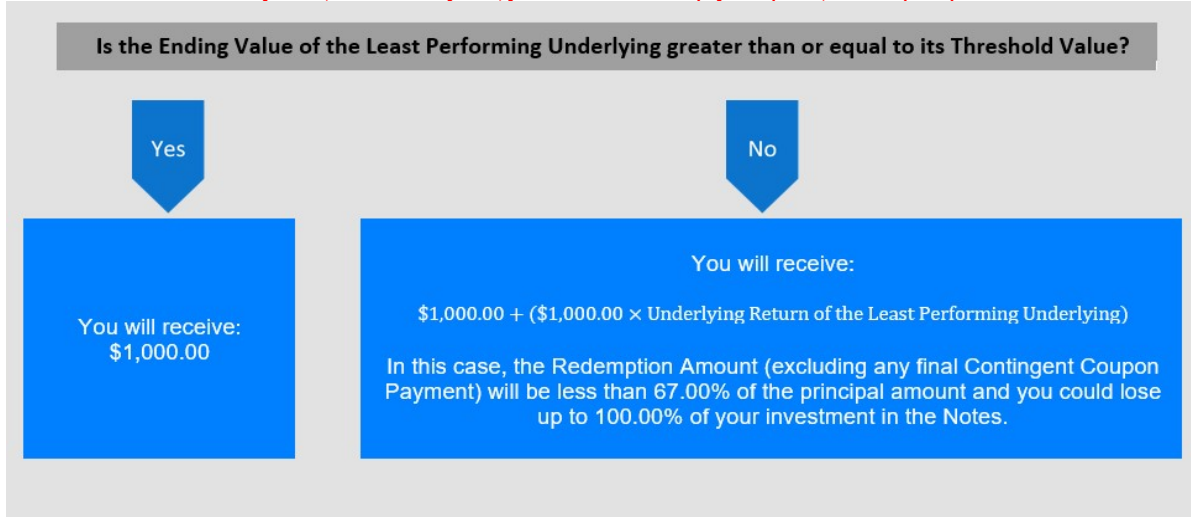 Is the Ending Value of the Least Performing Underlying greater than or equal to its Threshold Value?
Yes
No
You will receive:
$1,000.00
You will receive:
$1,000.00 + ($1,000.00 × Underlying Return of the Least Performing Underlying)
In this case, the Redemption Amount (excluding any final Contingent Coupon
Payment) will be less than 67.00% of the principal amount and you could lose
up to 100.00% of your investment in the Notes.